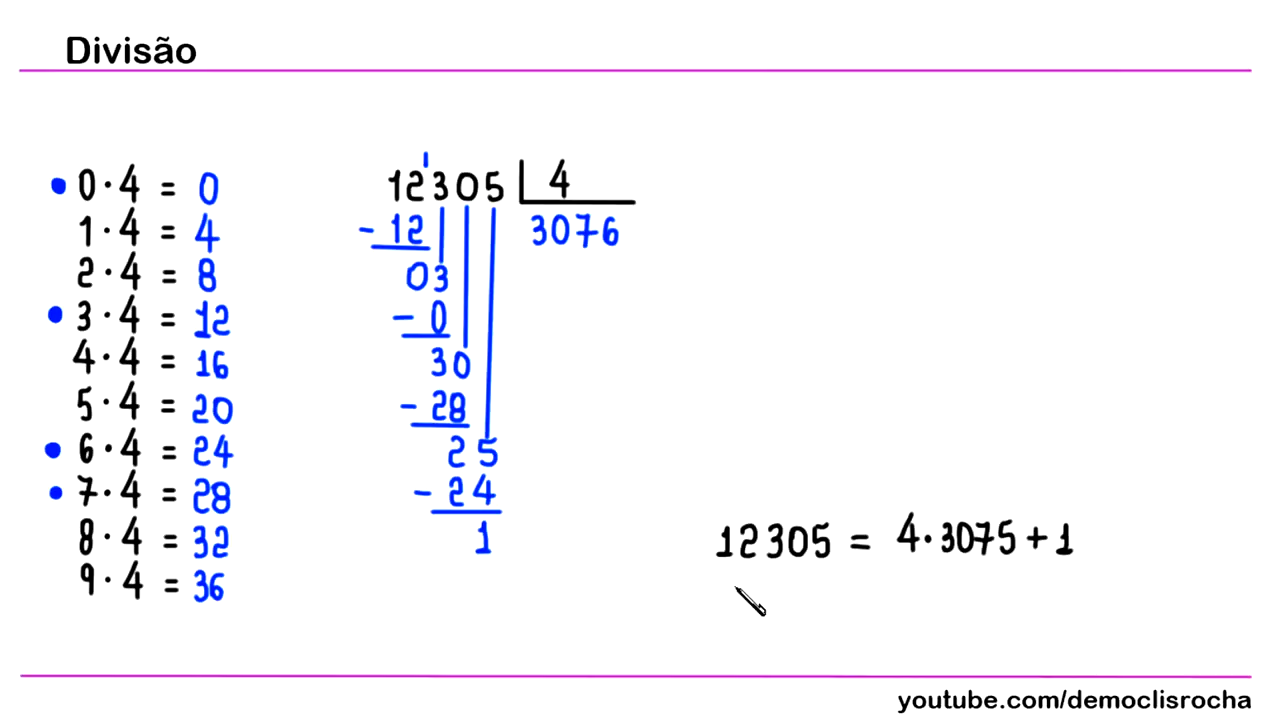 Divisão
0·4 = 0
1·4 = 4
2·4 = 8
3·4 = 12
4·4 = 16
5·4 = 20
6·4 = 24
7·4 = 28
8·4 = 32
9·4 = 36
12'305 4
- 12 3076
03
- 0
30
- 28
25
- 24
1
12305 = 4·3075+1
youtube.com/democlisrocha